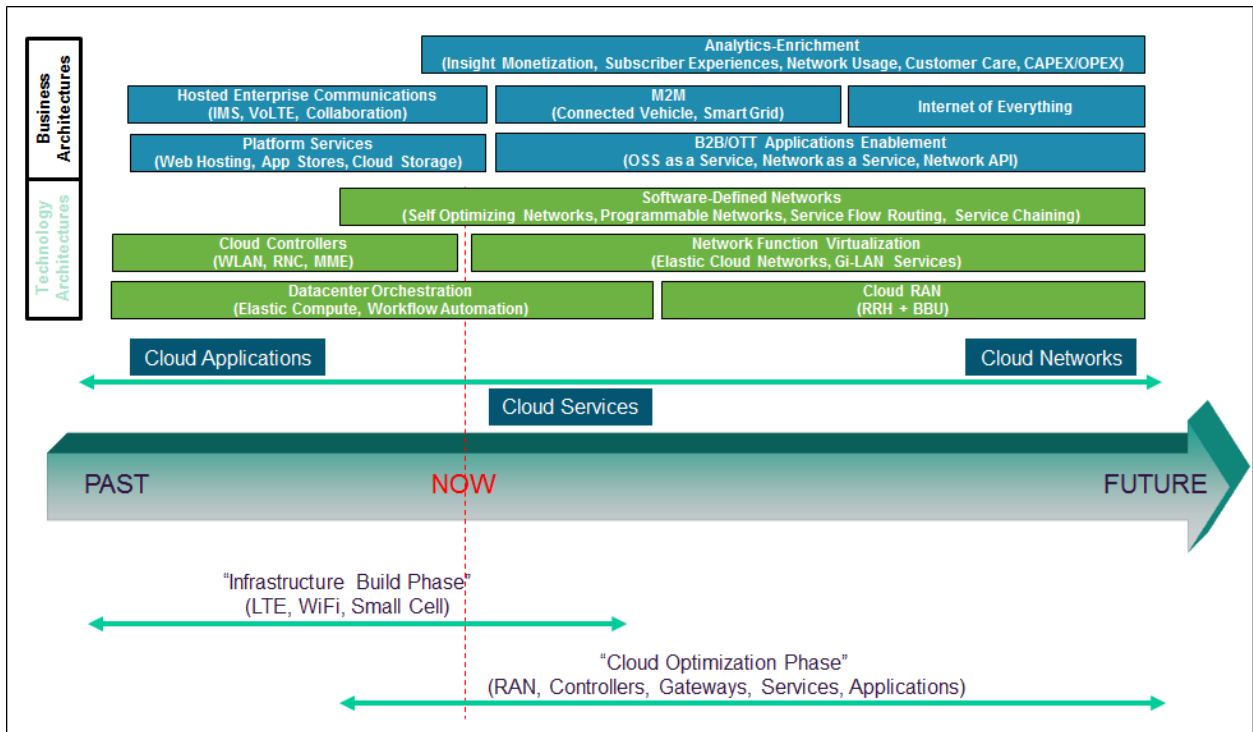 Business
Architectures
Analytics-Enrichment
(Insight Monetization, Subscriber Experiences, Network Usage, Customer Care, CAPEX/OPEX)
Hosted Enterprise Communications
(IMS, VoLTE, Collaboration)
M2M
(Connected Vehicle, Smart Grid)
Internet of Everything
Platform Services
(Web Hosting, App Stores, Cloud Storage)
B2B/OTT Applications Enablement
(OSS as a Service, Network as a Service, Network API)
Technology
Architectures
Software-Defined Networks
(Self Optimizing Networks, Programmable Networks, Service Flow Routing, Service Chaining)
Cloud Controllers
(WLAN, RNC, MME)
Network Function Virtualization
(Elastic Cloud Networks, Gi-LAN Services)
Datacenter Orchestration
(Elastic Compute, Workflow Automation)
Cloud RAN
(RRH + BBU)
Cloud Applications
Cloud Networks
Cloud Services
PAST
NOW
FUTURE
“Infrastructure Build Phase”
(LTE, WiFi, Small Cell)
“Cloud Optimization Phase”
(RAN, Controllers, Gateways, Services, Applications)